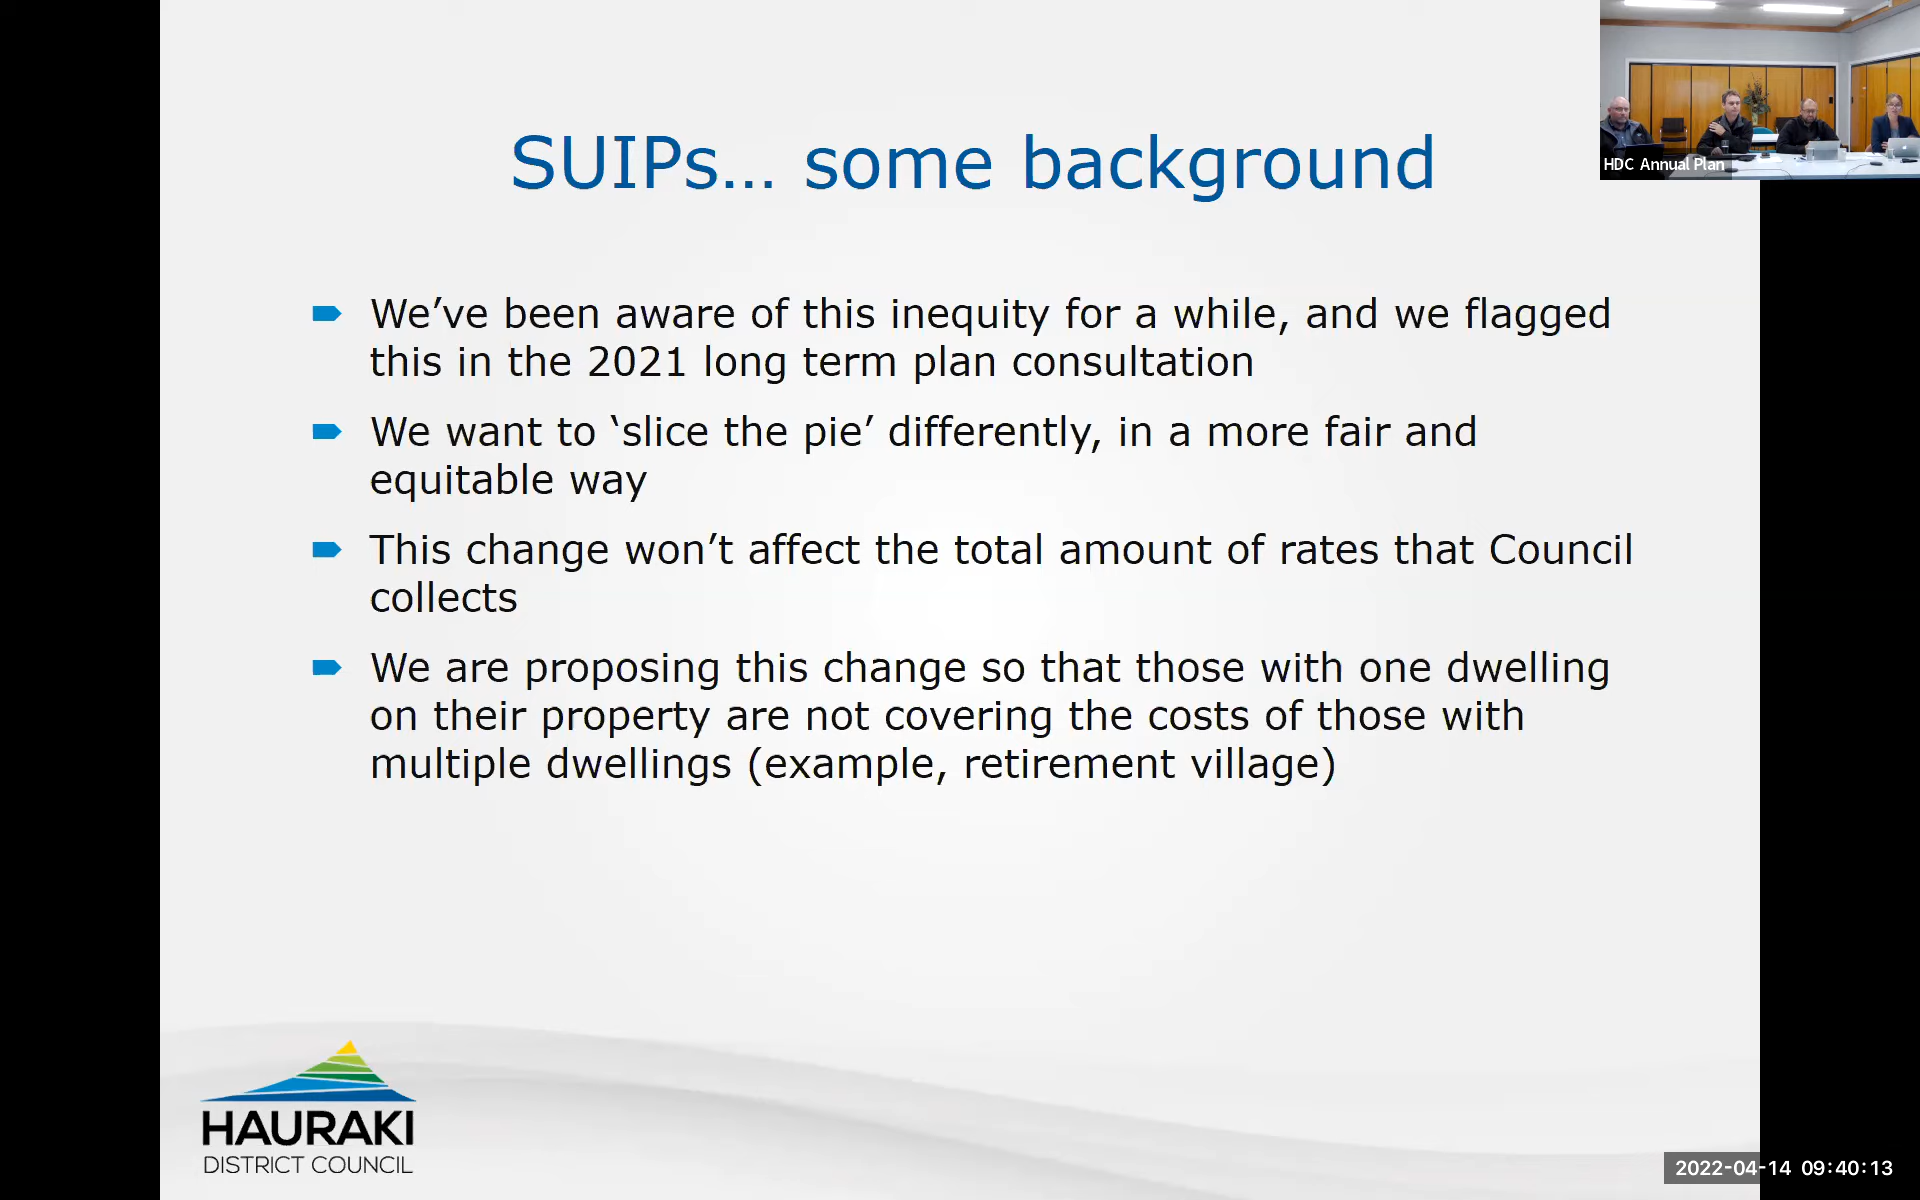 SUIPs… some background
We’ve been aware of this inequity for a while, and we flagged
this in the 2021 long term plan consultation
We want to ‘slice the pie’ differently, in a more fair and
equitable way
This change won’t affect the total amount of rates that Council
collects
We are proposing this change so that those with one dwelling
on their property are not covering the costs of those with
multiple dwellings (example, retirement village)
HDC Annual Plan
HAURAKI
DISTRICT COUNCIL
2022-04-14 09:40:13